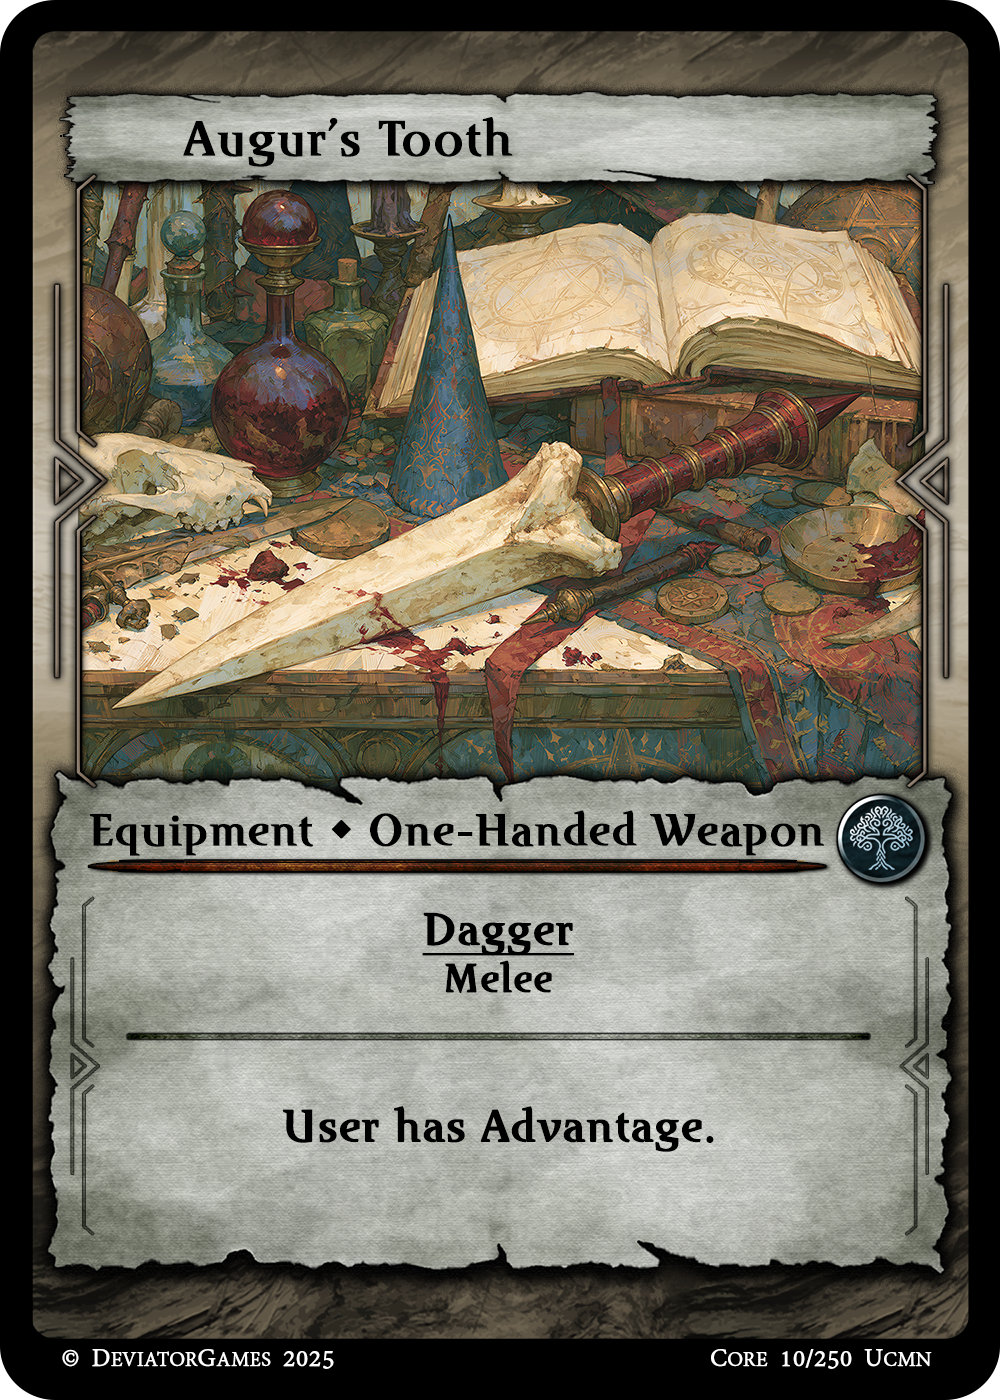 Augur's Tooth
Equipment ◆ One-Handed Weapon
Dagger
Melee
User has Advantage.
© DeviatorGames 2025
Core 10/250 Ucmn